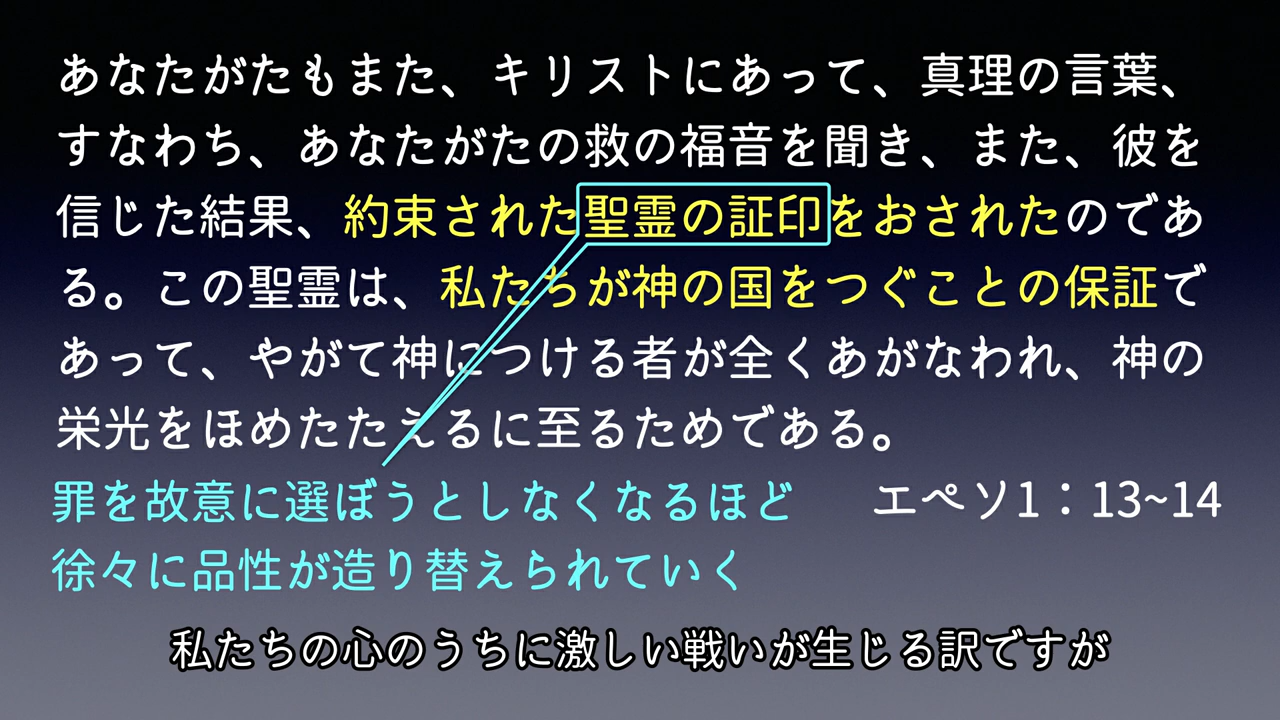 あなたがたもまた、キリストにあって、真理の言葉、
すなわち、あなたがたの救の福音を聞き、また、彼を
信じた結果、約束された聖霊の証印をおされたのであ
る。この聖霊は、私たちが神の国をつぐことの保証で
あって、やがて神につける者が全くあがなわれ、神の
栄光をほめたたえるに至るためである。
罪を故意に選ぼうとしなくなるほど エペソ1：13~14
徐々に品性が造り替えられていく
私たちの心のうちに激しい戦いが生じる訳ですが